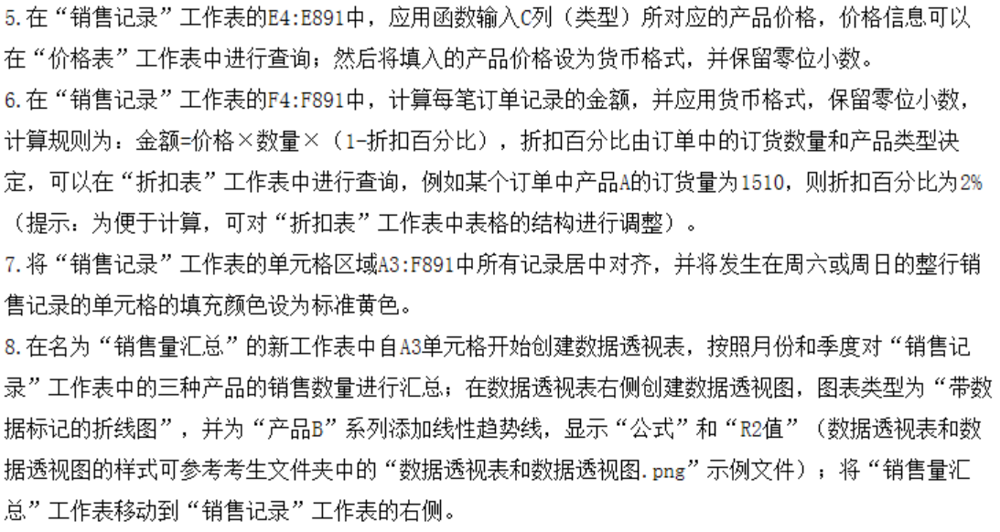 5.在“销售记录”工作表的E4:E891中，应用函数输入C列（类型）所对应的产品价格，价格信息可以
在“价格表”工作表中进行查询；然后将填入的产品价格设为货币格式，并保留零位小数。
6.在“销售记录”工作表的F4:F891中，计算每笔订单记录的金额，并应用货币格式，保留零位小数，
计算规则为：金额=价格×数量×（1-折扣百分比），折扣百分比由订单中的订货数量和产品类型决
定，可以在“折扣表”工作表中进行查询，例如某个订单中产品A的订货量为1510，则折扣百分比为2%
（提示：为便于计算，可对“折扣表”工作表中表格的结构进行调整）。
7.将“销售记录”工作表的单元格区域A3:F891中所有记录居中对齐，并将发生在周六或周日的整行销
售记录的单元格的填充颜色设为标准黄色。
8.在名为“销售量汇总”的新工作表中自A3单元格开始创建数据透视表，按照月份和季度对“销售记
录”工作表中的三种产品的销售数量进行汇总；在数据透视表右侧创建数据透视图，图表类型为“带数
据标记的折线图”，并为“产品B”系列添加线性趋势线，显示“公式”和“R2值”（数据透视表和数
据透视图的样式可参考考生文件夹中的“数据透视表和数据透视图.png”示例文件）；将“销售量汇
总”工作表移动到“销售记录”工作表的右侧。